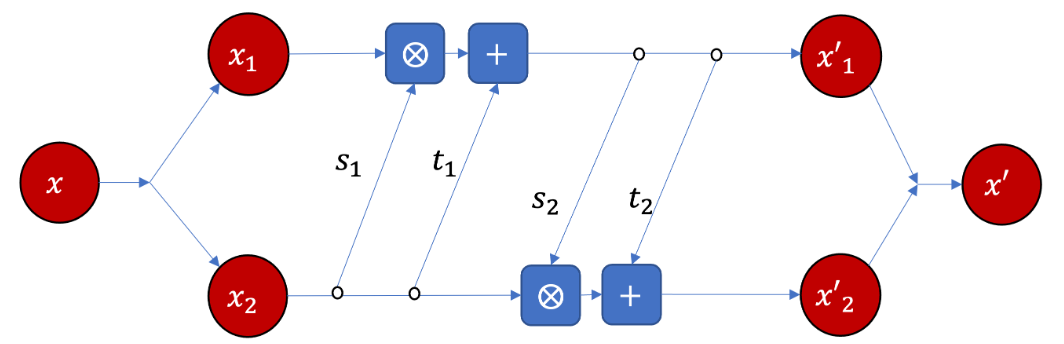 x₁ ⊗ + x'₁
s₁ t₁ s₂ t₂
x x'
x₂ ⊗ + x'₂